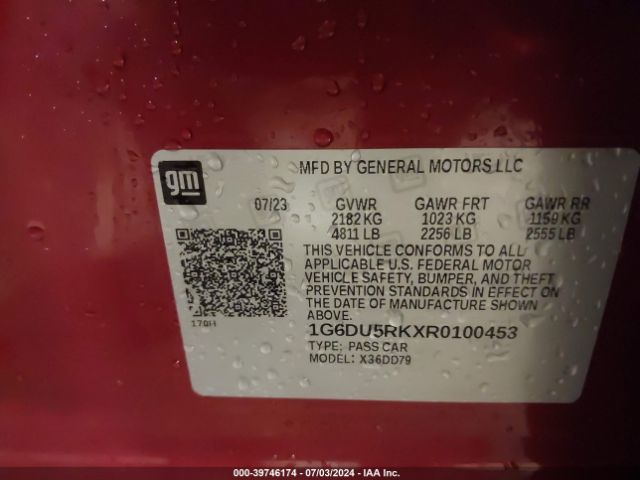 gm
MFD BY GENERAL MOTORS LLC
07/23 GVWR GAWR FRT GAWR RR
2182 KG 1023 KG 1159 KG
4811 LB 2256 LB 2555 LB
THIS VEHICLE CONFORMS TO ALL
APPLICABLE U.S. FEDERAL MOTOR
VEHICLE SAFETY, BUMPER, AND THEFT
PREVENTION STANDARDS IN EFFECT ON
THE DATE OF MANUFACTURE SHOWN
ABOVE.
170H
1G6DU5RKXR0100453
TYPE: PASS CAR
MODEL: X36DD79
000-39746174 | 07/03/2024 | IAA Inc.